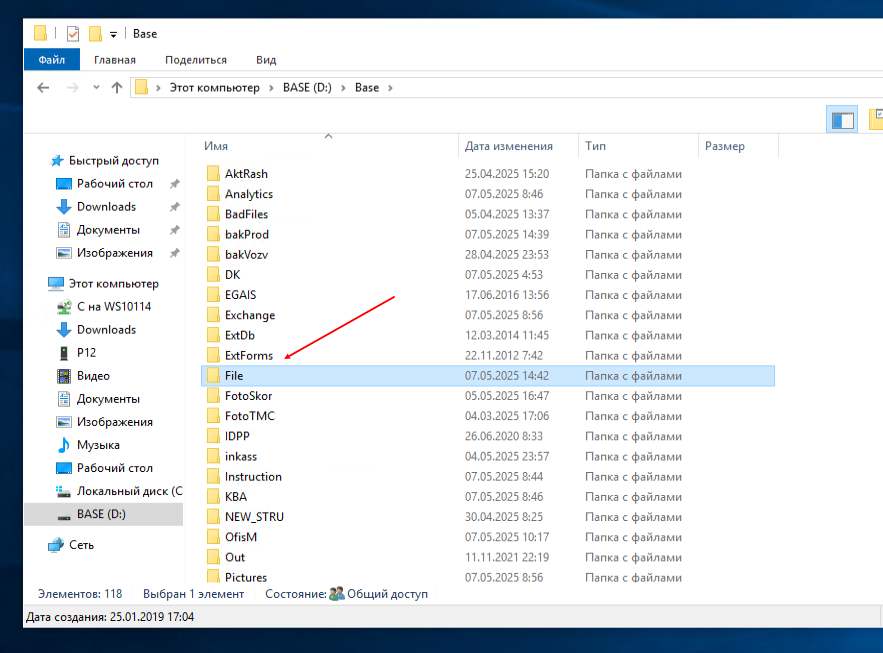 Base
Файл Главная Поделиться Вид
Этот компьютер BASE (D:) Base
Имя Дата изменения Тип Размер
Быстрый доступ
Рабочий стол
Downloads
Документы
Изображения
Этот компьютер
С на WS10114
Downloads
P12
Видео
Документы
Изображения
Музыка
Рабочий стол
Локальный диск (C
BASE (D:)
Сеть
AktRash 25.04.2025 15:20 Папка с файлами
Analytics 07.05.2025 8:46 Папка с файлами
BadFiles 05.04.2025 13:37 Папка с файлами
bakProd 07.05.2025 14:39 Папка с файлами
bakVozv 28.04.2025 23:53 Папка с файлами
DK 07.05.2025 4:53 Папка с файлами
EGAIS 17.06.2016 13:56 Папка с файлами
Exchange 07.05.2025 8:56 Папка с файлами
ExtDb 12.03.2014 11:45 Папка с файлами
ExtForms 22.11.2012 7:42 Папка с файлами
File 07.05.2025 14:42 Папка с файлами
FotoSkor 05.05.2025 16:47 Папка с файлами
FotoTMC 04.03.2025 17:06 Папка с файлами
IDPP 26.06.2020 8:33 Папка с файлами
inkass 04.05.2025 23:57 Папка с файлами
Instruction 07.05.2025 8:44 Папка с файлами
KBA 07.05.2025 8:46 Папка с файлами
NEW_STRU 30.04.2025 8:25 Папка с файлами
OfisM 07.05.2025 10:17 Папка с файлами
Out 11.11.2021 22:19 Папка с файлами
Pictures 07.05.2025 8:56 Папка с файлами
Элементов: 118 Выбран 1 элемент Состояние: Общий доступ
Дата создания: 25.01.2019 17:04